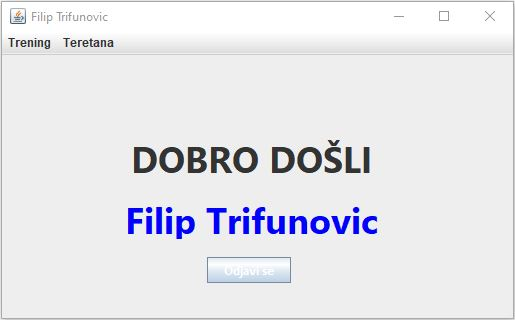 Filip Trifunovic
Trening Teretana
DOBRO DOŠLI
Filip Trifunovic
Odjavi se